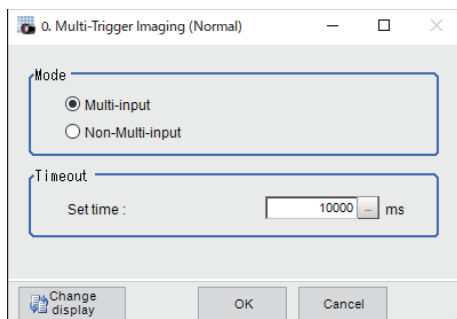 0. Multi-Trigger Imaging (Normal)
Mode
Multi-input
Non-Multi-input
Timeout
Set time :
10000 ... ms
Change
display
OK
Cancel